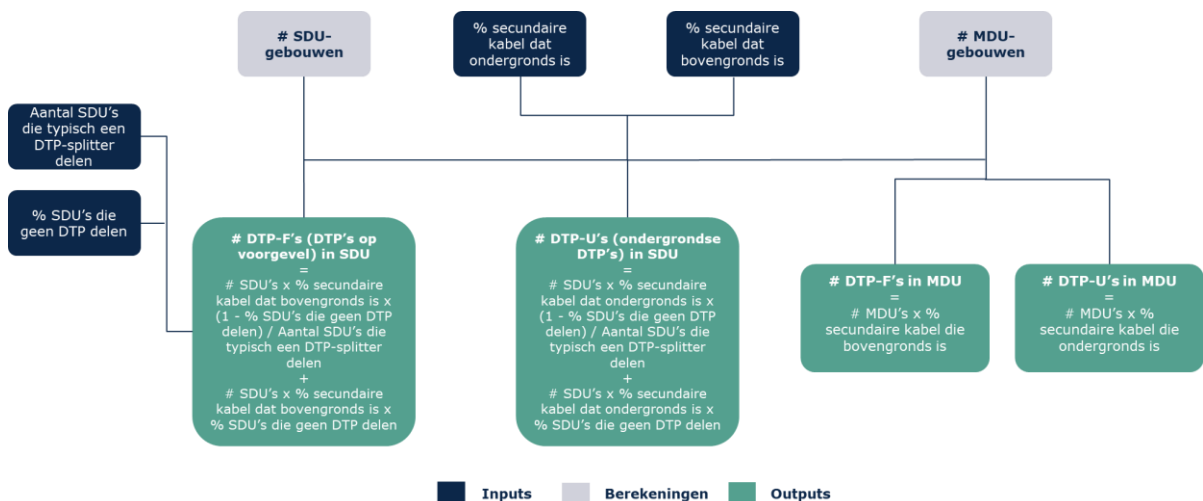 # SDU-
gebouwen
% secundaire
kabel dat
ondergronds is
% secundaire
kabel dat
bovengronds is
# MDU-
gebouwen
Aantal SDU's
die typisch een
DTP-splitter
delen
% SDU's die
geen DTP delen
# DTP-F's (DTP's op
voorgevel) in SDU
=
# SDU's x % secundaire
kabel dat bovengronds is x
(1 - % SDU's die geen DTP
delen) / Aantal SDU's die
typisch een DTP-splitter
delen
+
# SDU's x % secundaire
kabel dat bovengronds is x
% SDU's die geen DTP delen
# DTP-U's (ondergrondse
DTP's) in SDU
=
# SDU's x % secundaire
kabel dat ondergronds is x
(1 - % SDU's die geen DTP
delen) / Aantal SDU's die
typisch een DTP-splitter
delen
+
# SDU's x % secundaire
kabel dat ondergronds is x
% SDU's die geen DTP delen
# DTP-F's in MDU
=
# MDU's x %
secundaire kabel die
bovengronds is
# DTP-U's in MDU
=
# MDU's x %
secundaire kabel die
ondergronds is
Inputs
Berekeningen
Outputs